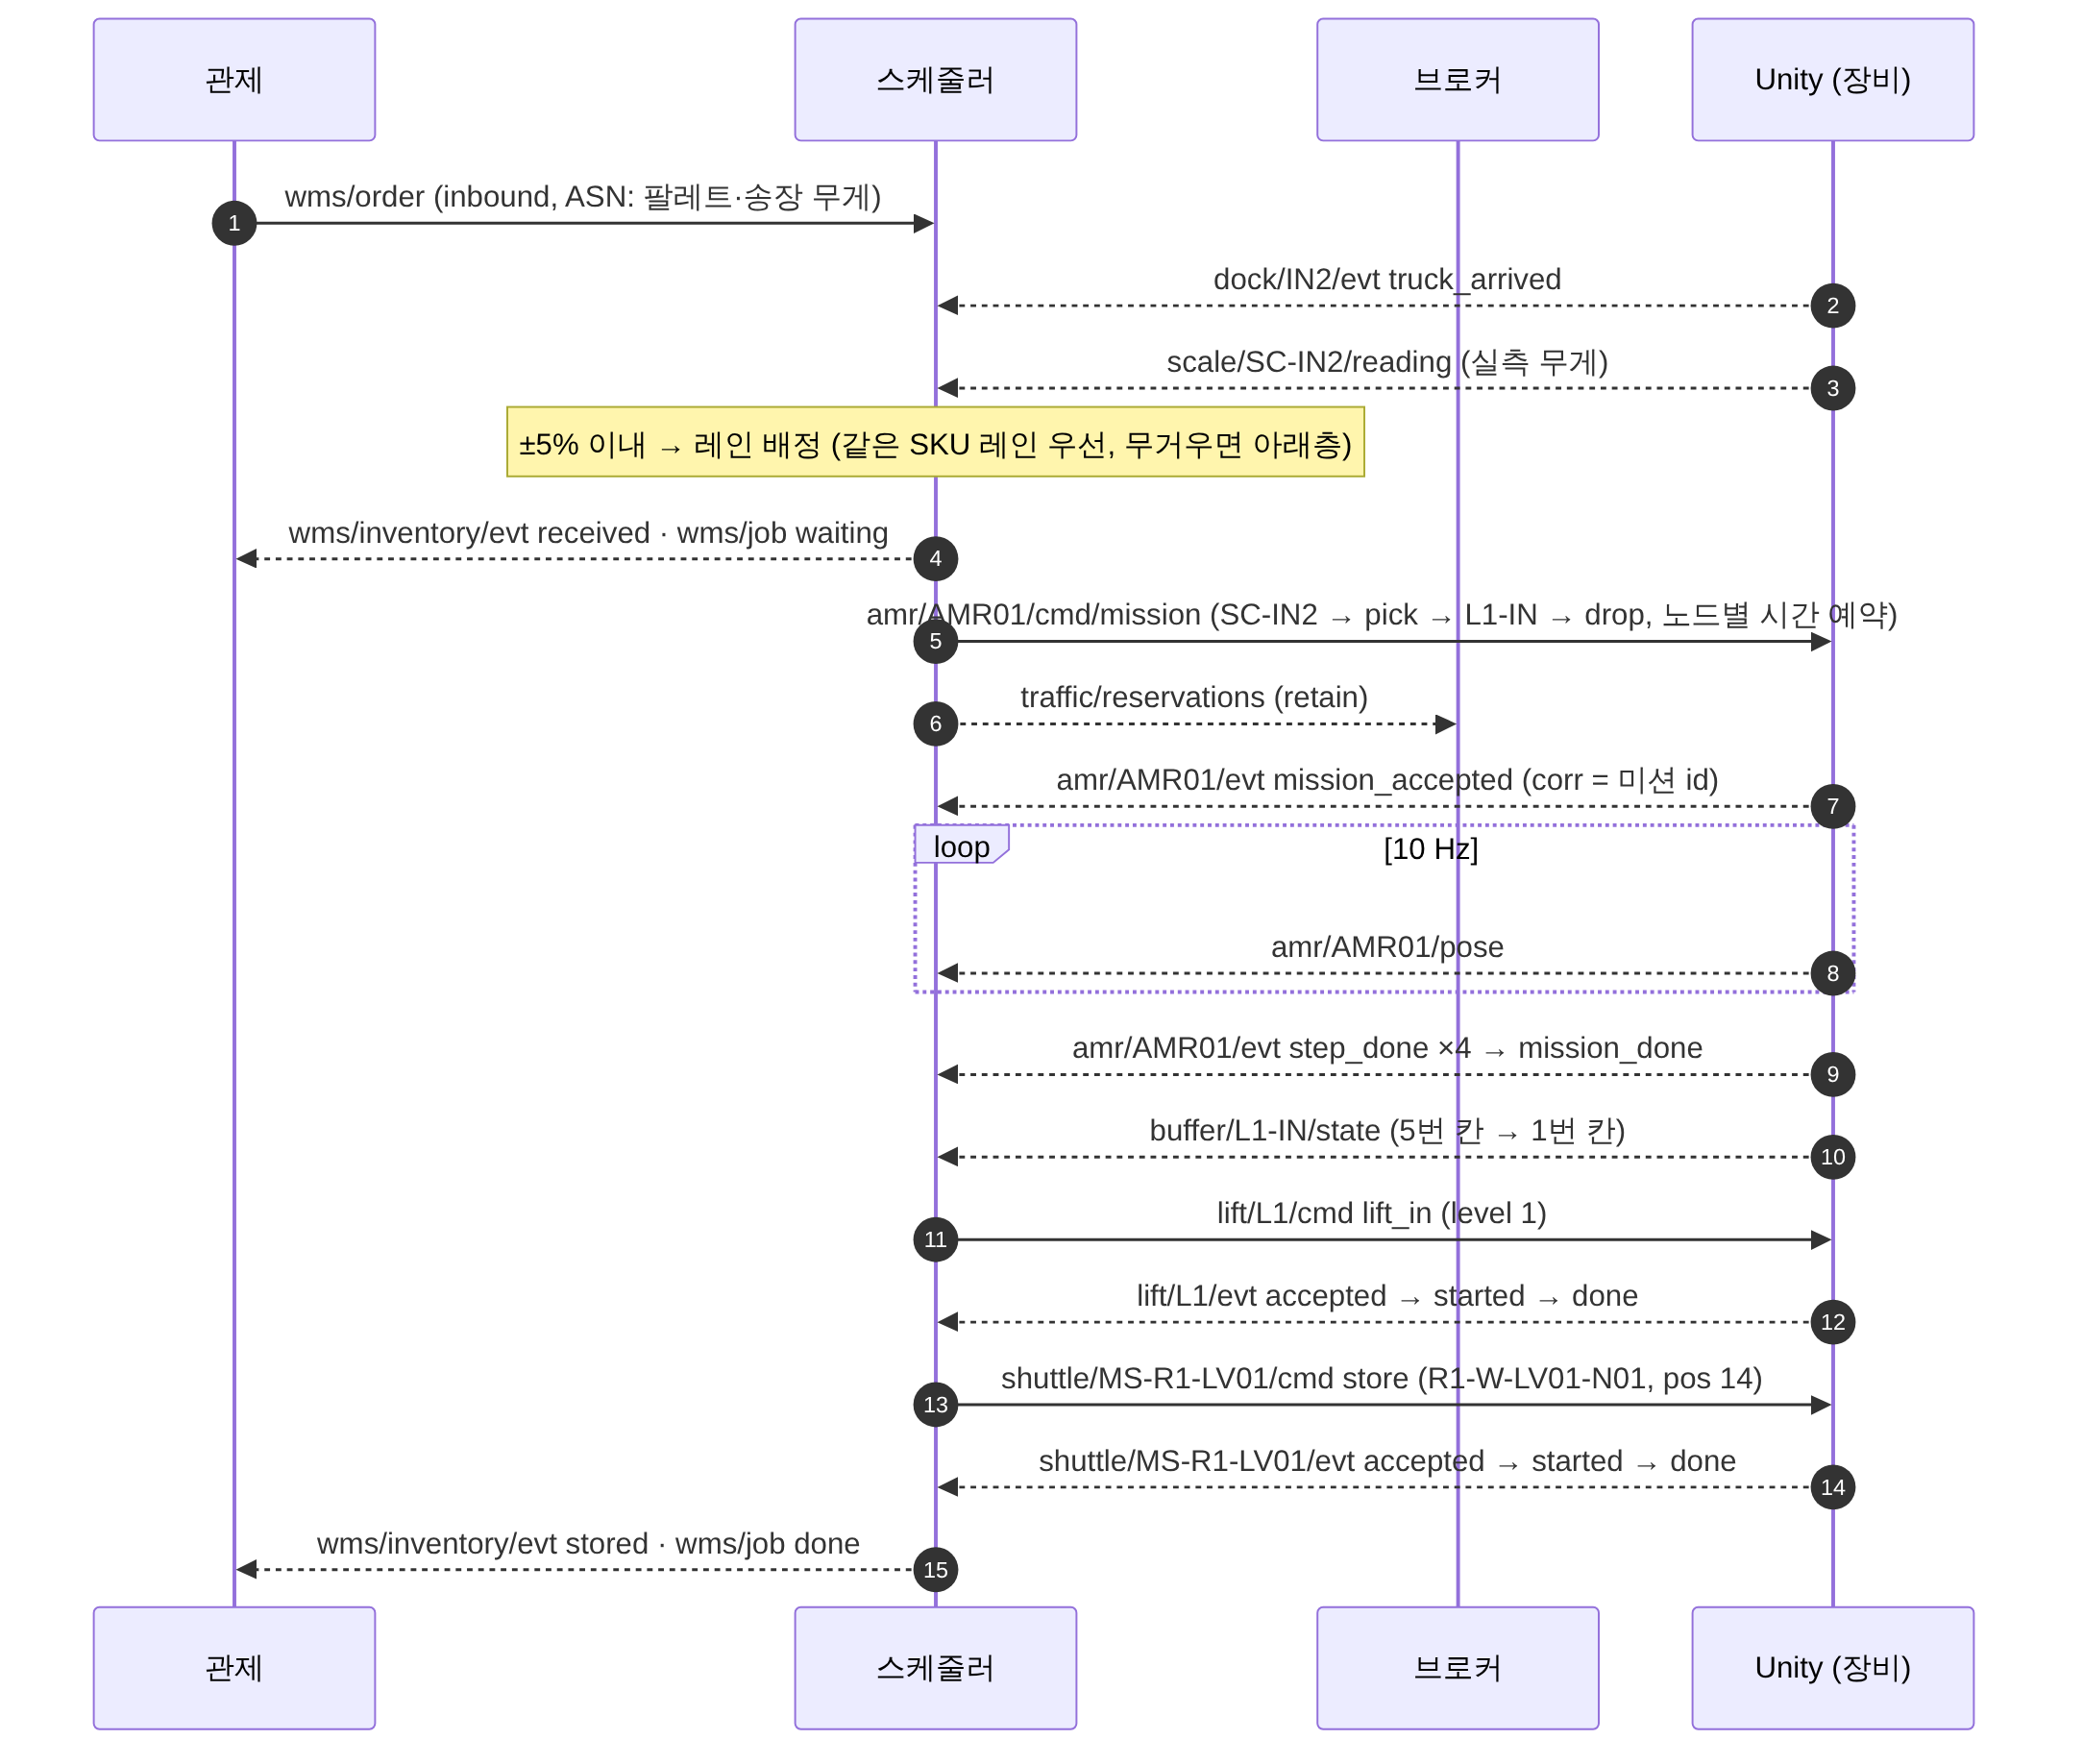 관제
스케줄러
브로커
Unity (장비)
wms/order (inbound, ASN: 팔레트·송장 무게)
1
dock/IN2/evt truck_arrived
2
scale/SC-IN2/reading (실측 무게)
3
±5% 이내 → 레인 배정 (같은 SKU 레인 우선, 무거우면 아래층)
wms/inventory/evt received · wms/job waiting
4
amr/AMR01/cmd/mission (SC-IN2 → pick → L1-IN → drop, 노드별 시간 예약)
5
traffic/reservations (retain)
6
amr/AMR01/evt mission_accepted (corr = 미션 id)
7
loop
[10 Hz]
amr/AMR01/pose
8
amr/AMR01/evt step_done ×4 → mission_done
9
buffer/L1-IN/state (5번 칸 → 1번 칸)
10
lift/L1/cmd lift_in (level 1)
11
lift/L1/evt accepted → started → done
12
shuttle/MS-R1-LV01/cmd store (R1-W-LV01-N01, pos 14)
13
shuttle/MS-R1-LV01/evt accepted → started → done
14
wms/inventory/evt stored · wms/job done
15
관제
스케줄러
브로커
Unity (장비)